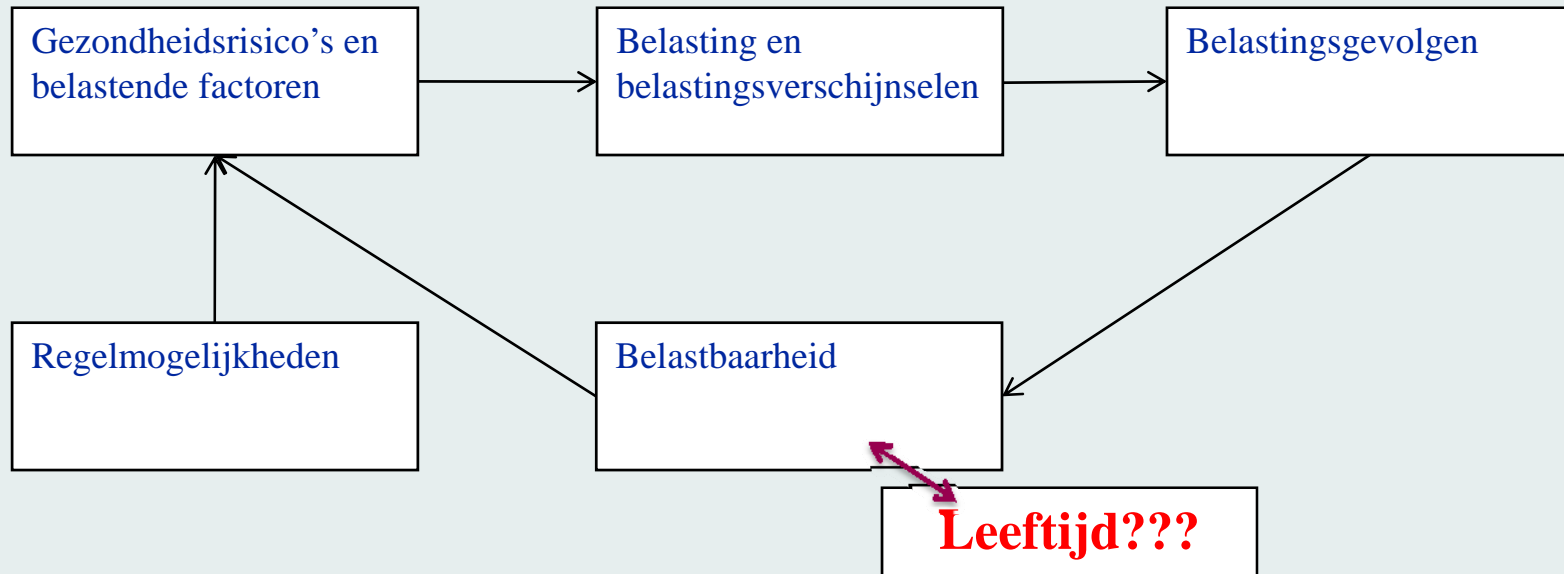 Gezondheidsrisico’s en
belastende factoren
Belasting en
belastingsverschijnselen
Belastingsgevolgen
Regelmogelijkheden
Belastbaarheid
Leeftijd???